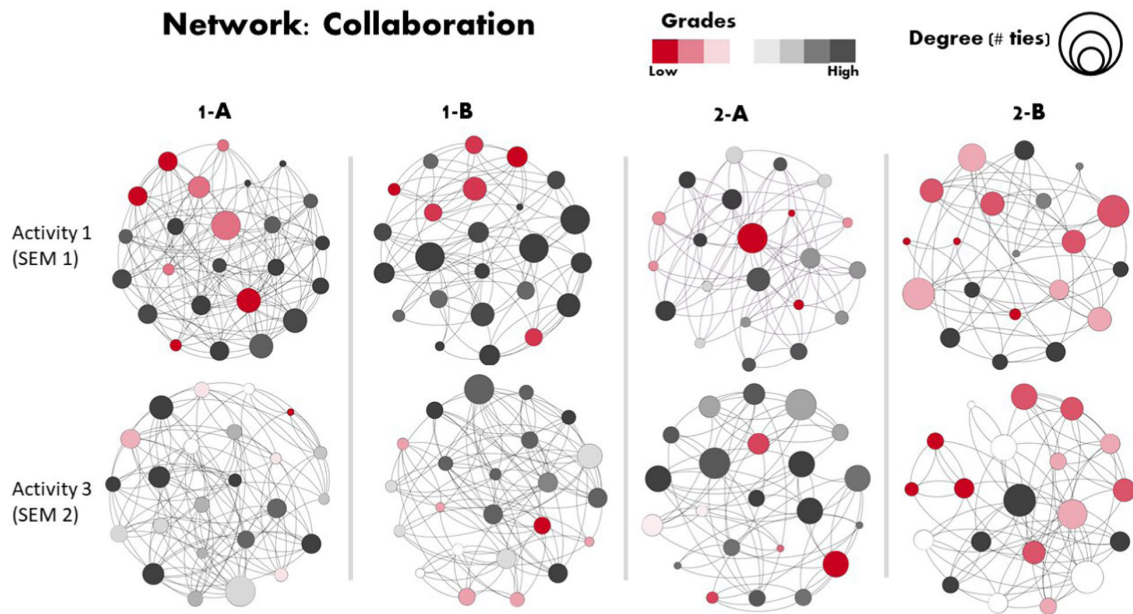 Network: Collaboration
Grades
Low
High
Degree (# ties)
1-A
1-B
2-A
2-B
Activity 1
(SEM 1)
Activity 3
(SEM 2)